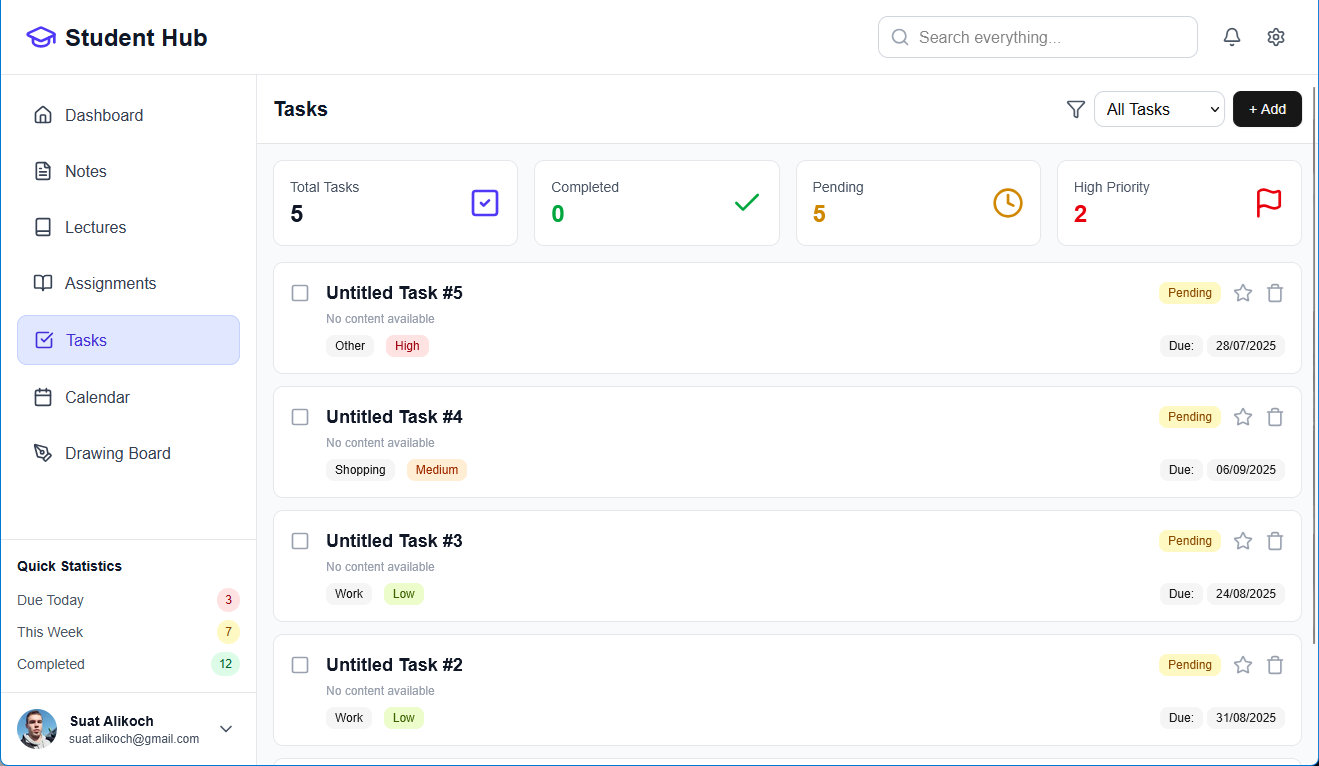 Student Hub
Search everything...
Dashboard
Notes
Lectures
Assignments
Tasks
Calendar
Drawing Board
Quick Statistics
Due Today 3
This Week 7
Completed 12
Suat Alikoch
suat.alikoch@gmail.com
Tasks
All Tasks
+ Add
Total Tasks
5
Completed
0
Pending
5
High Priority
2
Untitled Task #5 Pending
No content available
Other High Due: 28/07/2025
Untitled Task #4 Pending
No content available
Shopping Medium Due: 06/09/2025
Untitled Task #3 Pending
No content available
Work Low Due: 24/08/2025
Untitled Task #2 Pending
No content available
Work Low Due: 31/08/2025